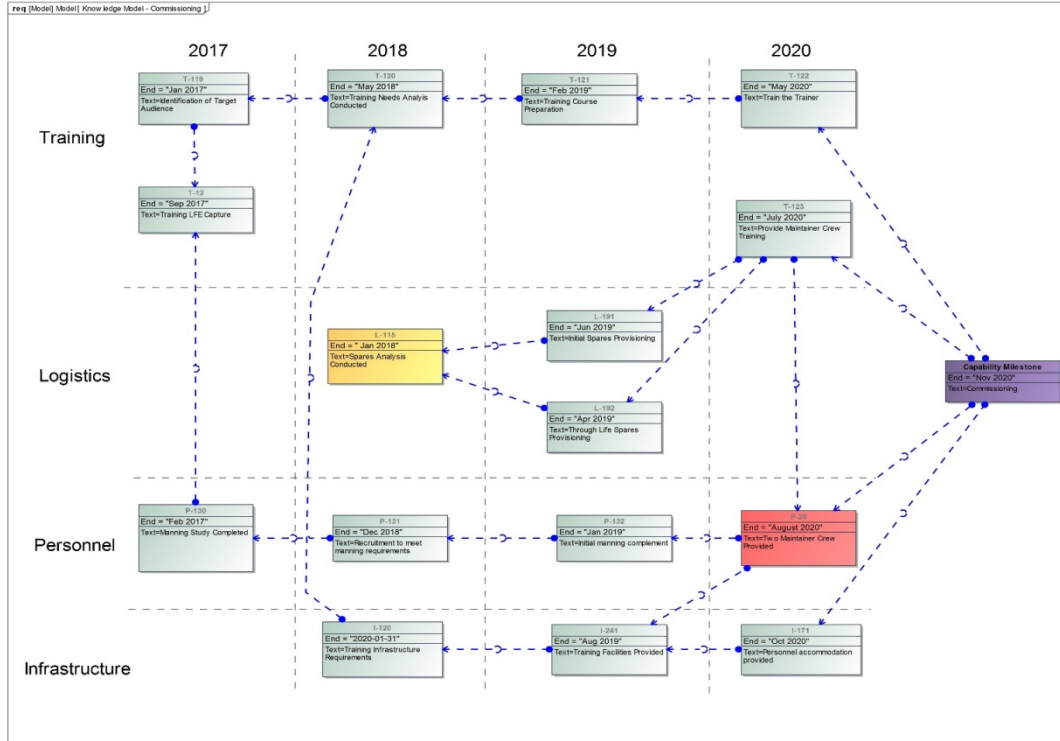 req [Model] Model[ Knowledge Model - Commissioning ]
2017
2018
2019
2020
Training
T-119
End = "Jan 2017"
Text=Identification of Target
Audience
T-120
End = "May 2018"
Text=Training Needs Analyis
Conducted
T-121
End = "Feb 2019"
Text=Training Course
Preparation
T-122
End = "May 2020"
Text=Train the Trainer
T-12
End = "Sep 2017"
Text=Training LFE Capture
T-123
End = "July 2020"
Text=Provide Maintainer Crew
Training
Logistics
L-115
End = " Jan 2018"
Text=Spares Analysis
Conducted
L-191
End = "Jun 2019"
Text=Initial Spares Provisioning
L-192
End = "Apr 2019"
Text=Through Life Spares
Provisioning
Capability Milestone
End = "Nov 2020"
Text=Commissioning
Personnel
P-130
End = "Feb 2017"
Text=Manning Study Completed
P-131
End = "Dec 2018"
Text=Recruitment to meet
manning requirements
P-132
End = "Jan 2019"
Text=Initial manning complement
End = "August 2020"
Text=Two Maintainer Crew
Provided
Infrastructure
I-120
End = "2020-01-31"
Text=Training Infrastructure
Requirements
I-241
End = "Aug 2019"
Text=Training Facilities Provided
I-171
End = "Oct 2020"
Text=Personnel accommodation
provided